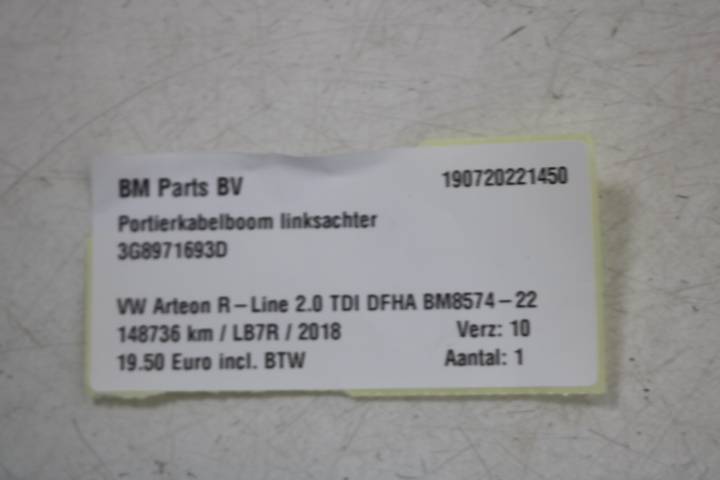 BM Parts BV 190720221450
Portierkabelboom linksachter
3G8971693D
VW Arteon R-Line 2.0 TDI DFHA BM8574-22
148736 km / LB7R / 2018 Verz: 10
19.50 Euro incl. BTW Aantal: 1